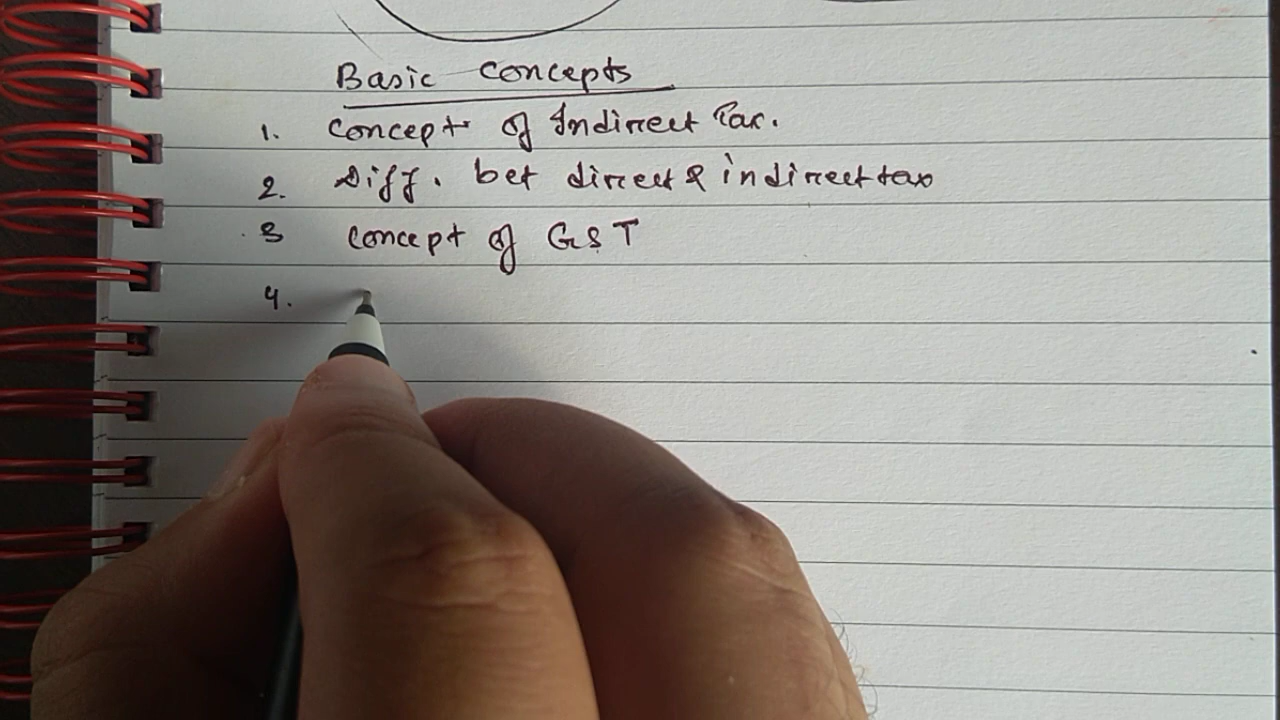 Basic Concepts
1. Concept of Indirect Tax.
2. Diff. bet direct & indirect tax
3 Concept of GST
4.